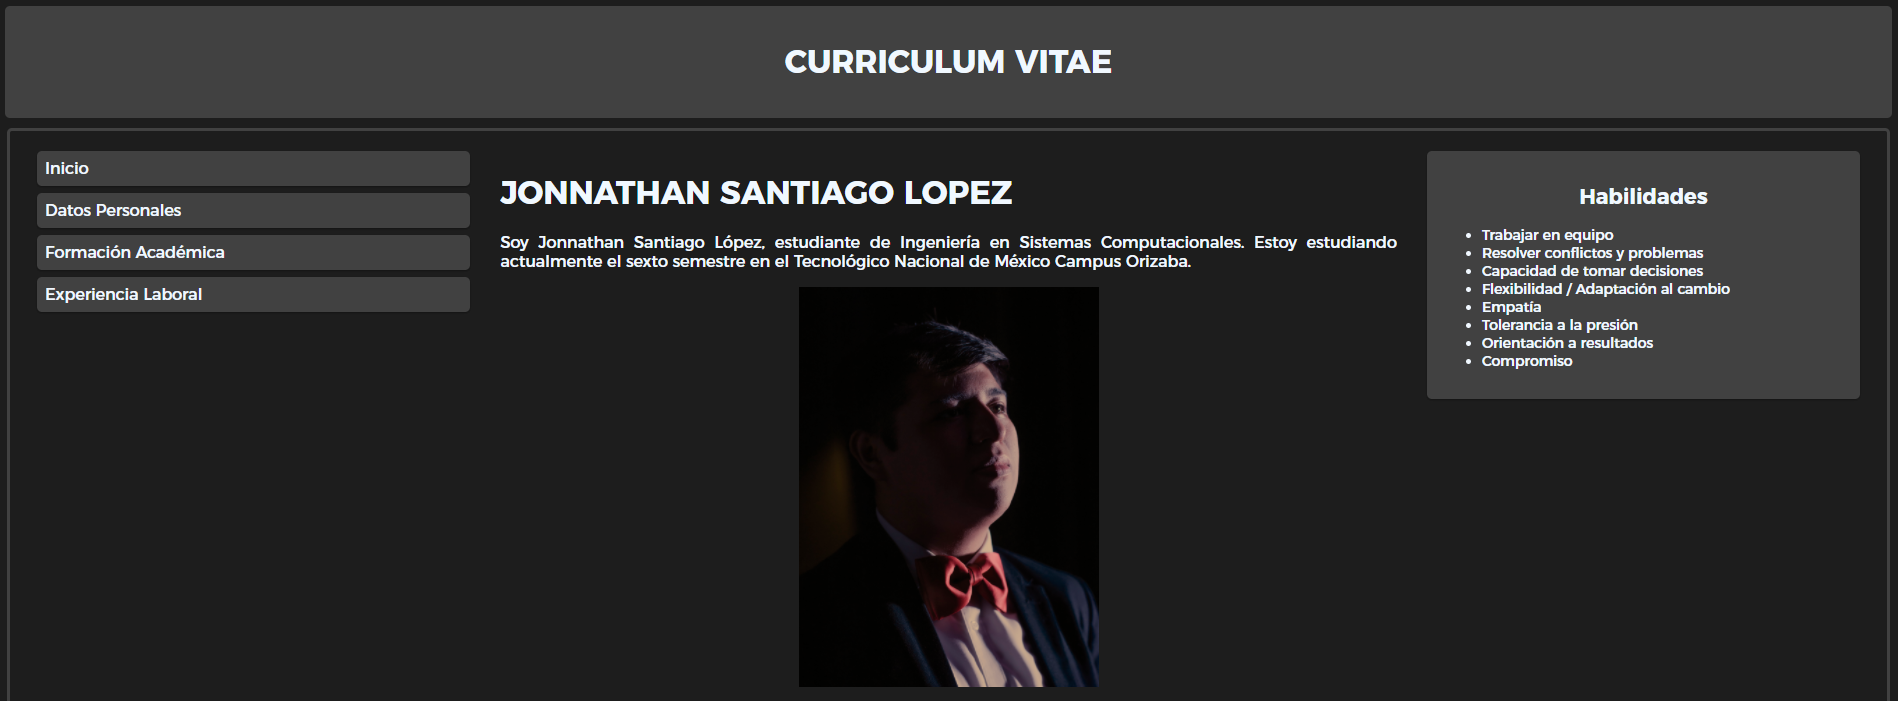 CURRICULUM VITAE
Inicio
Datos Personales
Formación Académica
Experiencia Laboral
JONNATHAN SANTIAGO LOPEZ
Soy Jonnathan Santiago López, estudiante de Ingeniería en Sistemas Computacionales. Estoy estudiando
actualmente el sexto semestre en el Tecnológico Nacional de México Campus Orizaba.
Habilidades
Trabajar en equipo
Resolver conflictos y problemas
Capacidad de tomar decisiones
Flexibilidad / Adaptación al cambio
Empatía
Tolerancia a la presión
Orientación a resultados
Compromiso